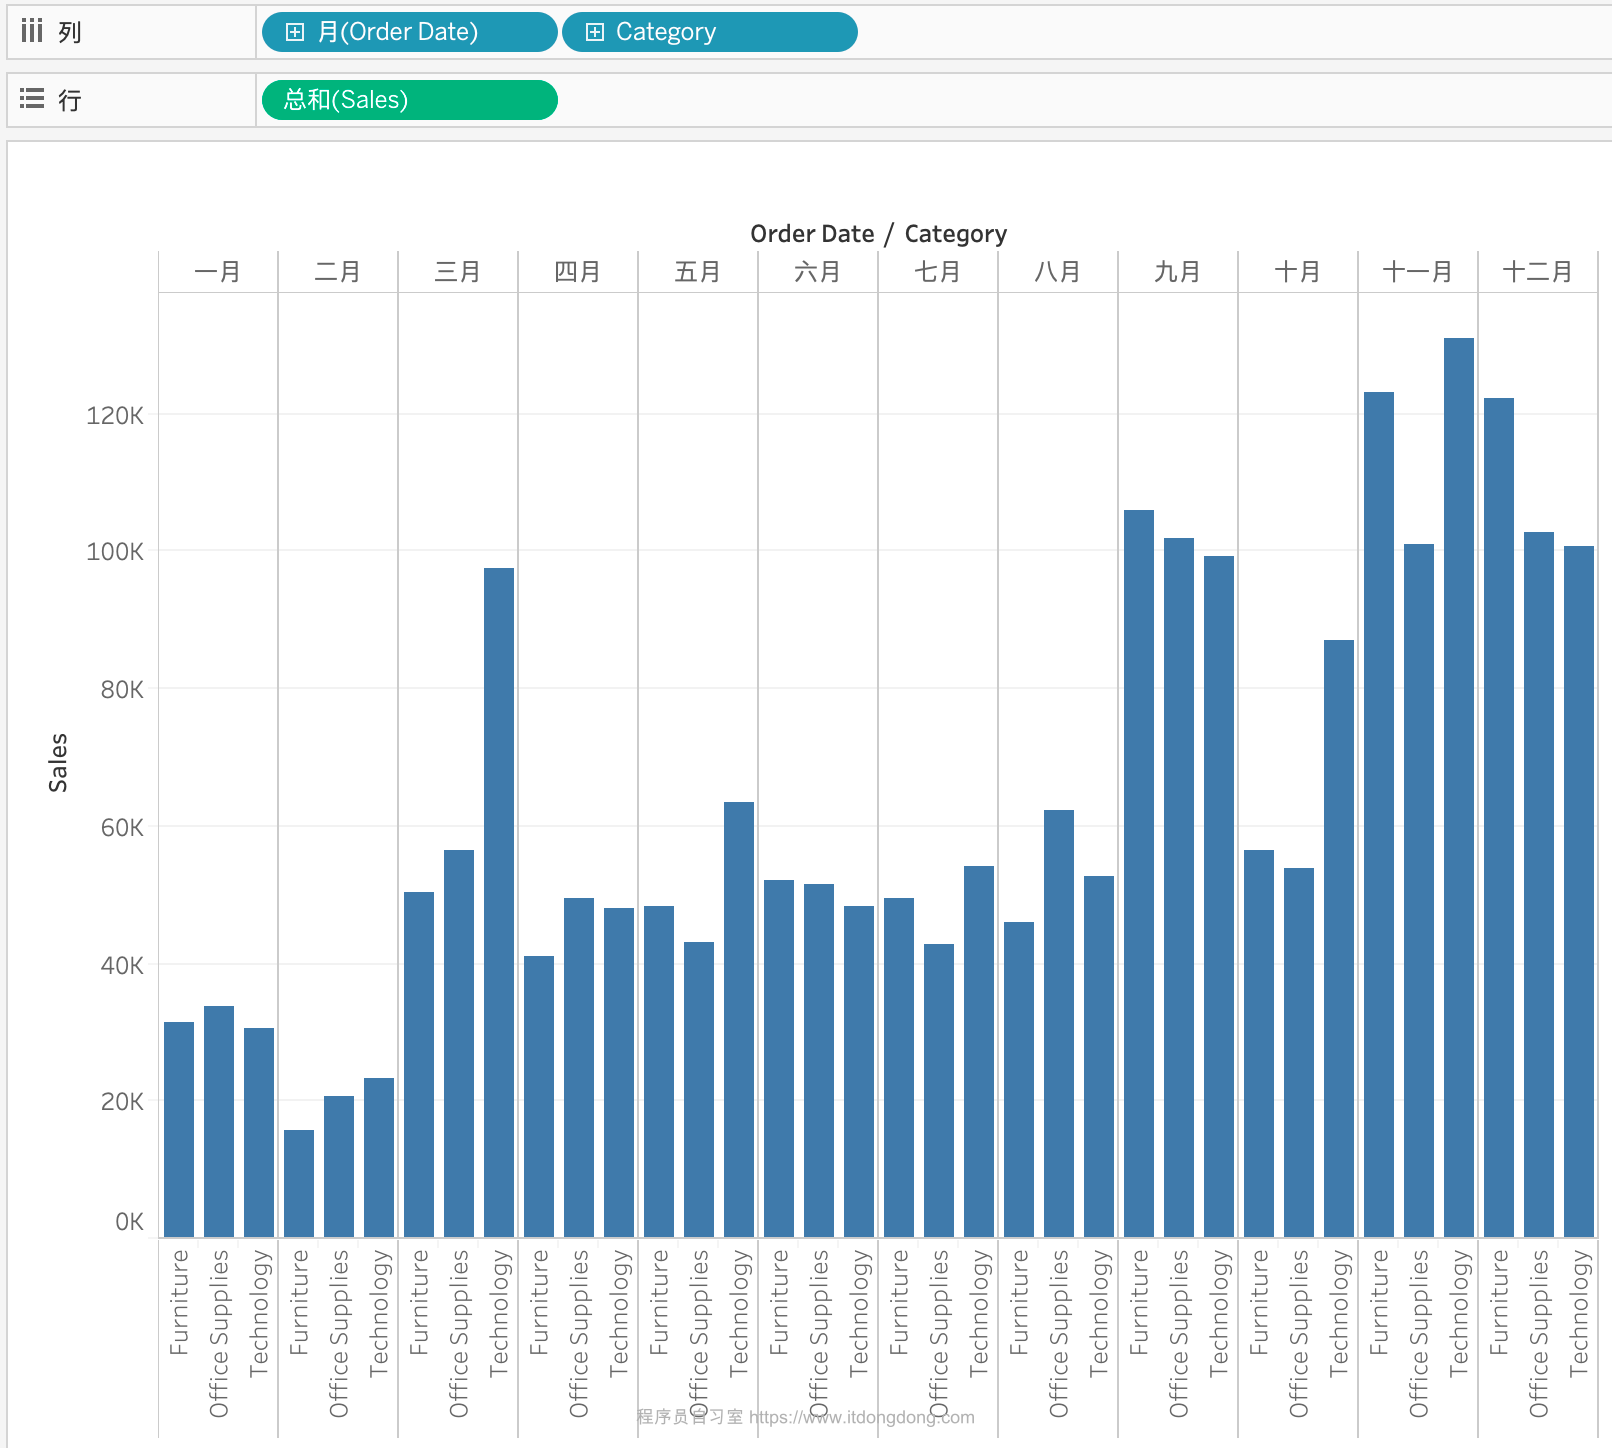 列 月(Order Date) Category
行 总和(Sales)
Order Date / Category
一月 二月 三月 四月 五月 六月 七月 八月 九月 十月 十一月 十二月
120K
100K
80K
60K
40K
20K
0K
Sales
Furniture Office Supplies Technology Furniture Office Supplies Technology Furniture Office Supplies Technology Furniture Office Supplies Technology Furniture Office Supplies Technology Furniture Office Supplies Technology Furniture Office Supplies Technology Furniture Office Supplies Technology Furniture Office Supplies Technology Furniture Office Supplies Technology Furniture Office Supplies Technology Furniture Office Supplies Technology
程序员自习室 https://www.itdongdong.com